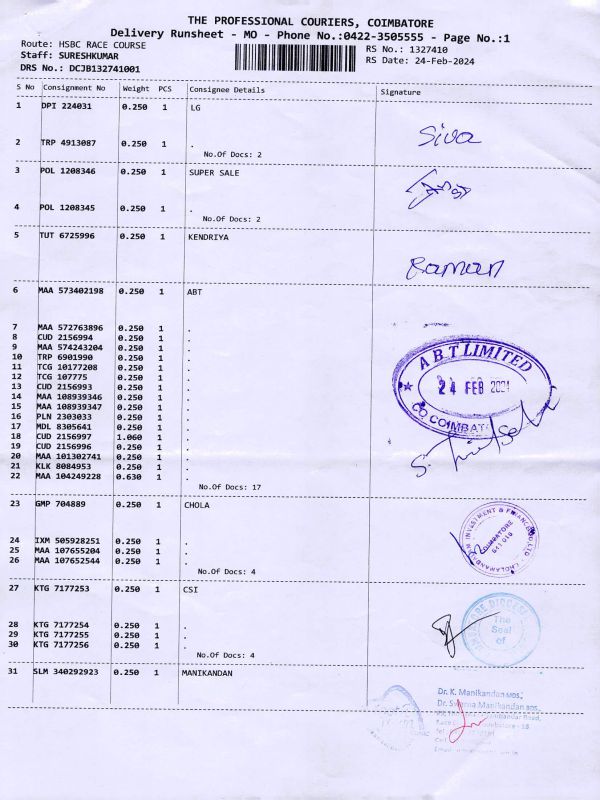 THE PROFESSIONAL COURIERS, COIMBATORE
Delivery Runsheet - MO - Phone No.:0422-3505555 - Page No.:1
Route: HSBC RACE COURSE
RS No.: 1327410
Staff: SURESHKUMAR
RS Date: 24-Feb-2024
DRS No.: DCJB132741001
S No Consignment No Weight PCS Consignee Details Signature
1 DPI 224031 0.250 1 LG
Siva
2 TRP 4913087 0.250 1 .
No.Of Docs: 2
3 POL 1208346 0.250 1 SUPER SALE
4 POL 1208345 0.250 1 .
No.Of Docs: 2
5 TUT 6725996 0.250 1 KENDRIYA
Raman
6 MAA 573402198 0.250 1 ABT
7 MAA 572763896 0.250 1 .
8 CUD 2156994 0.250 1 .
9 MAA 574243204 0.250 1 .
10 TRP 6901990 0.250 1 .
11 TCG 10177208 0.250 1 .
12 TCG 107775 0.250 1 .
13 CUD 2156993 0.250 1 .
14 MAA 108939346 0.250 1 .
15 MAA 108939347 0.250 1 .
16 PLN 2303033 0.250 1 .
17 MDL 8305641 0.250 1 .
18 CUD 2156997 1.060 1 .
19 CUD 2156996 0.250 1 .
20 MAA 101302741 0.250 1 .
21 KLK 8084953 0.250 1 .
22 MAA 104249228 0.630 1 .
No.Of Docs: 17
A B T LIMITED
24 FEB 2024
23 GMP 704889 0.250 1 CHOLA
24 IXM 505928251 0.250 1 .
25 MAA 107655204 0.250 1 .
26 MAA 107652544 0.250 1 .
No.Of Docs: 4
INVESTMENT & FINANCE
COIMBATORE
27 KTG 7177253 0.250 1 CSI
28 KTG 7177254 0.250 1 .
29 KTG 7177255 0.250 1 .
30 KTG 7177256 0.250 1 .
No.Of Docs: 4
The
Seal
of
31 SLM 340292923 0.250 1 MANIKANDAN
Dr. K. Manikandan
Manikandan